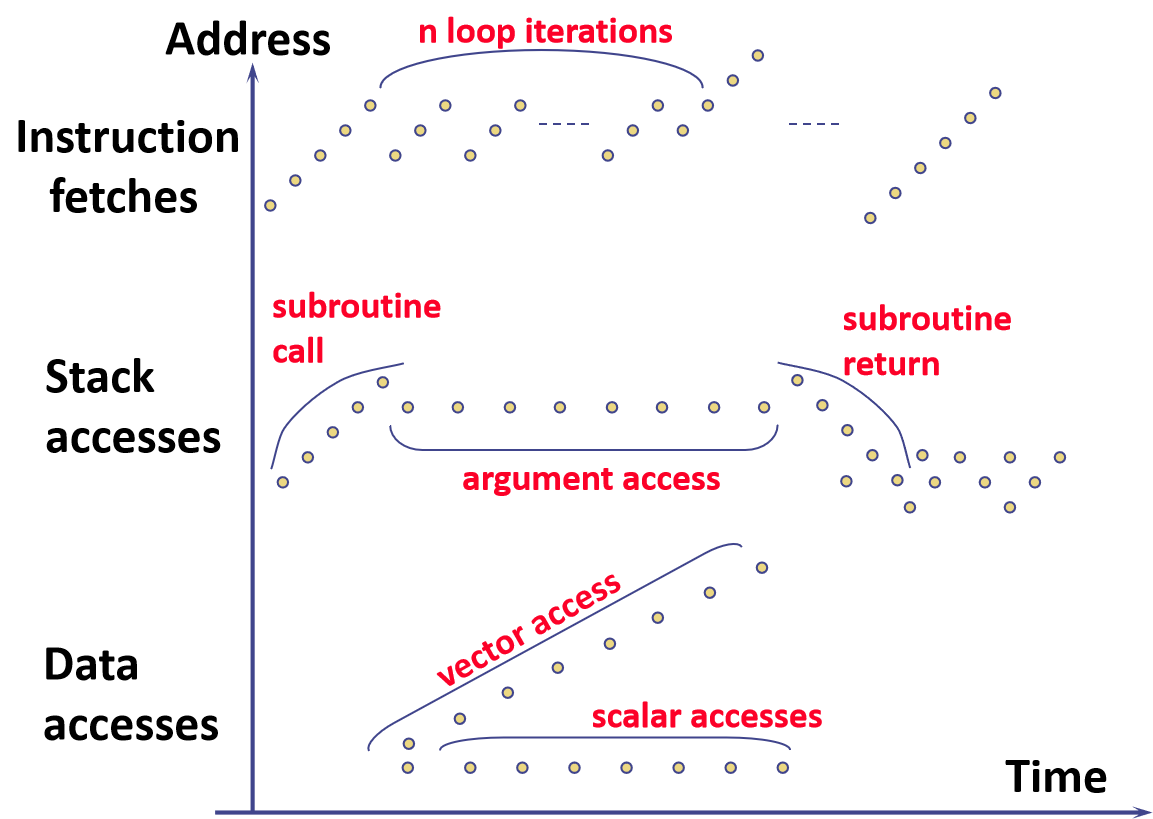 Address
n loop iterations
Instruction
fetches
subroutine
call
subroutine
return
Stack
accesses
argument access
vector access
Data
accesses
scalar accesses
Time